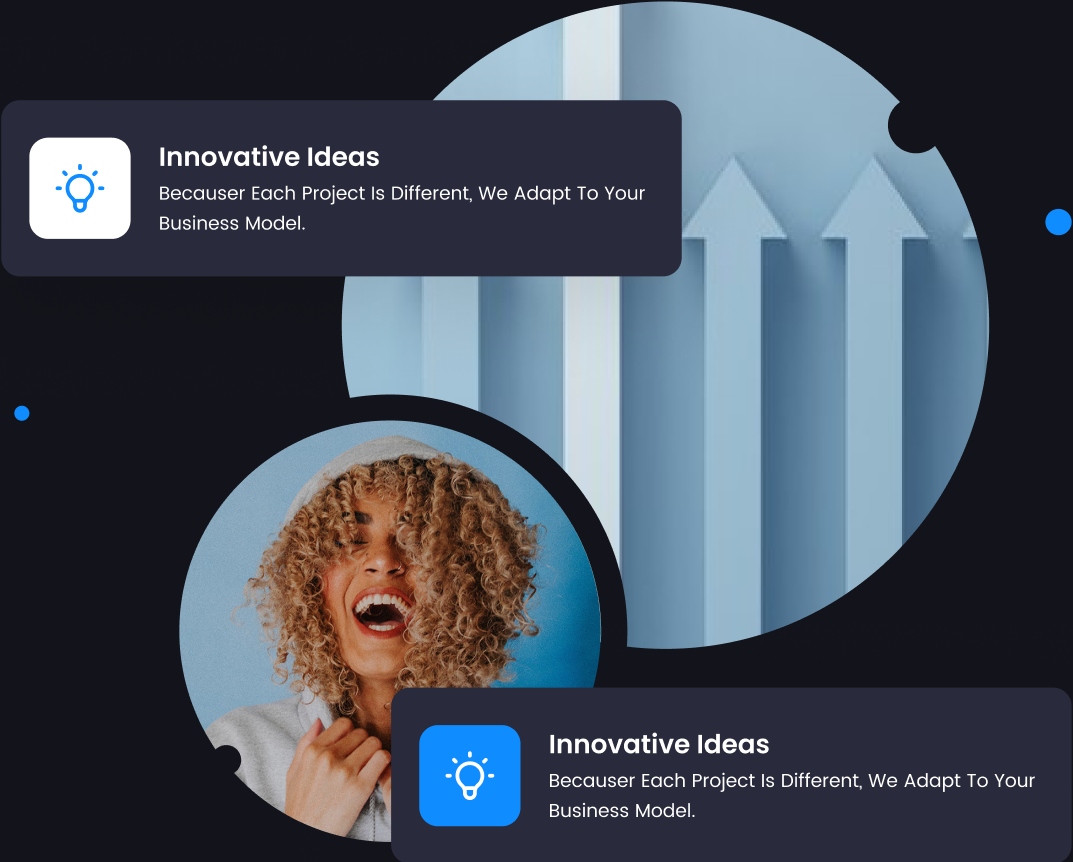 Innovative Ideas
Becauser Each Project Is Different, We Adapt To Your
Business Model.
Innovative Ideas
Becauser Each Project Is Different, We Adapt To Your
Business Model.